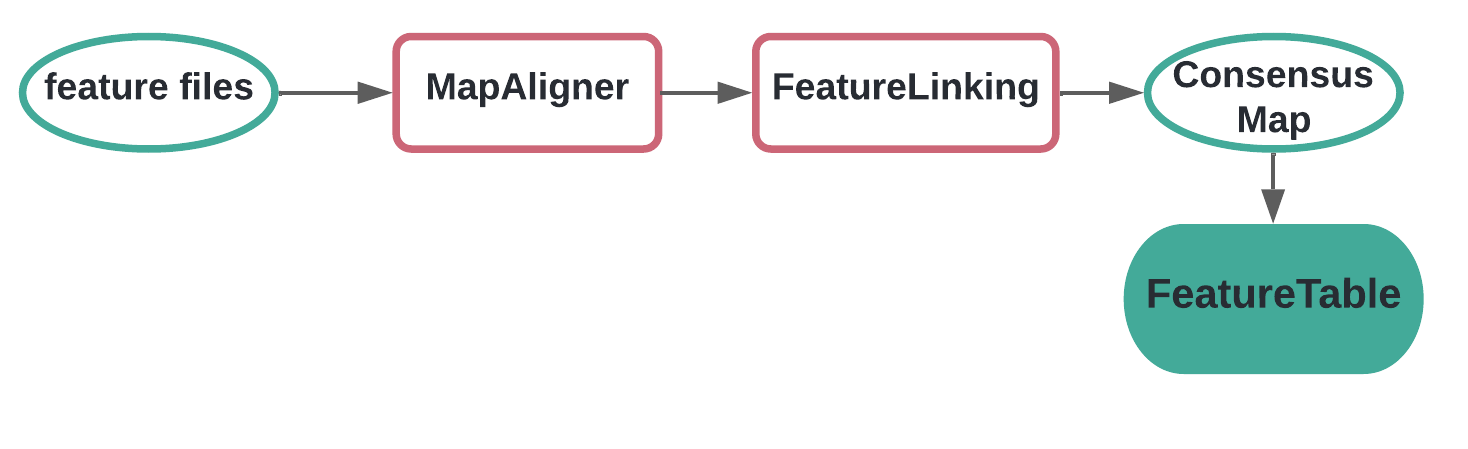 feature files
MapAligner
FeatureLinking
Consensus
Map
FeatureTable